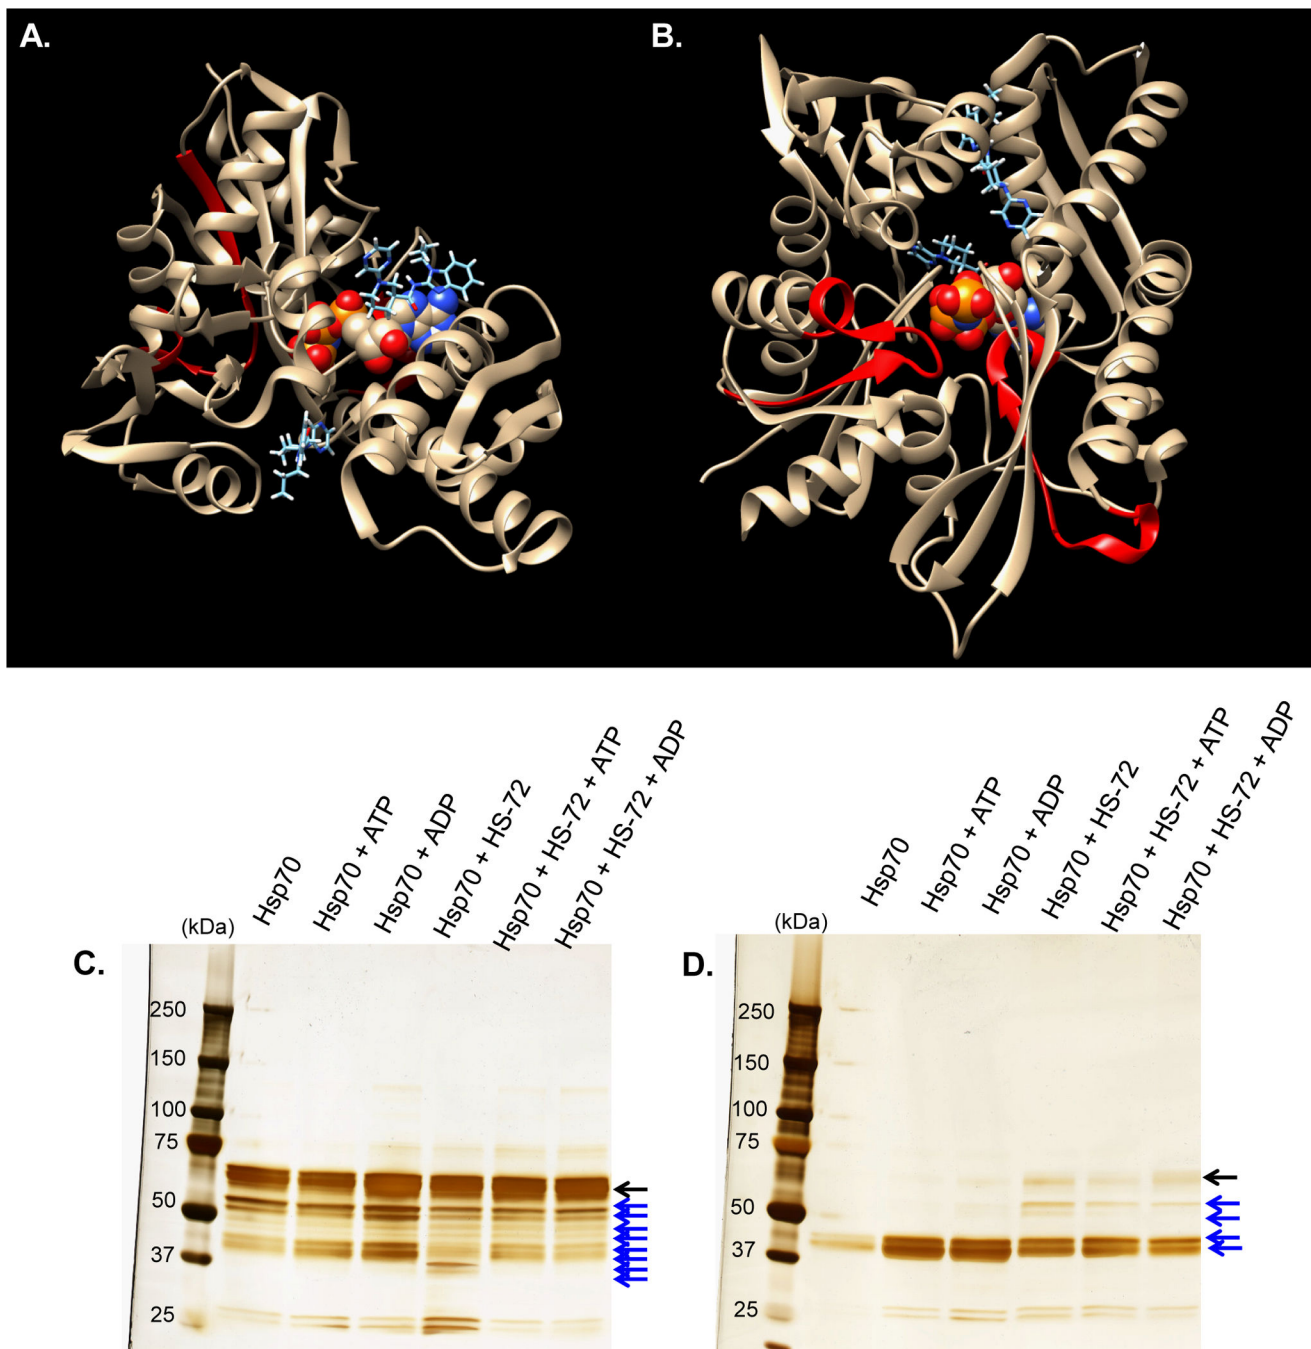 A.
B.
Hsp70
Hsp70 + ATP
Hsp70 + ADP
Hsp70 + HS-72
Hsp70 + HS-72 + ATP
Hsp70 + HS-72 + ADP
(kDa)
C.
250
150
100
75
50
37
25
Hsp70
Hsp70 + ATP
Hsp70 + ADP
Hsp70 + HS-72
Hsp70 + HS-72 + ATP
Hsp70 + HS-72 + ADP
(kDa)
D.
250
150
100
75
50
37
25